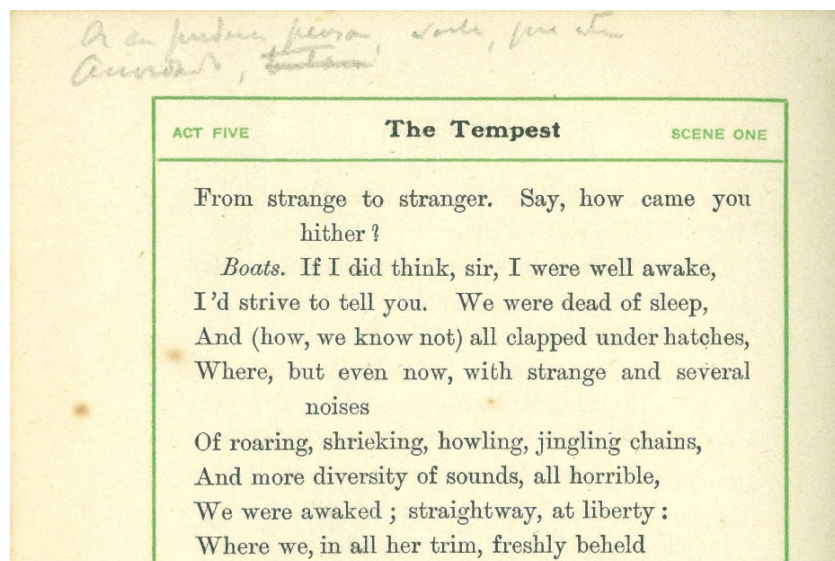 ACT FIVE The Tempest SCENE ONE
From strange to stranger. Say, how came you
hither ?
Boats. If I did think, sir, I were well awake,
I'd strive to tell you. We were dead of sleep,
And (how, we know not) all clapped under hatches,
Where, but even now, with strange and several
noises
Of roaring, shrieking, howling, jingling chains,
And more diversity of sounds, all horrible,
We were awaked ; straightway, at liberty :
Where we, in all her trim, freshly beheld